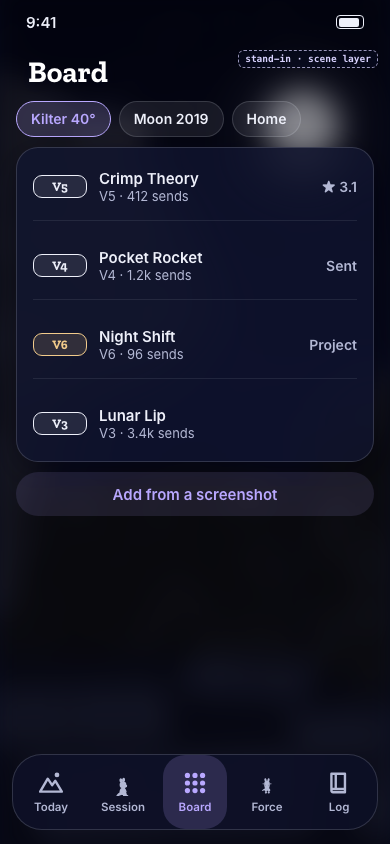 9:41
stand-in · scene layer
Board
Kilter 40°
Moon 2019
Home
V5
Crimp Theory
V5 · 412 sends
★ 3.1
V4
Pocket Rocket
V4 · 1.2k sends
Sent
V6
Night Shift
V6 · 96 sends
Project
V3
Lunar Lip
V3 · 3.4k sends
Add from a screenshot
Today
Session
Board
Force
Log